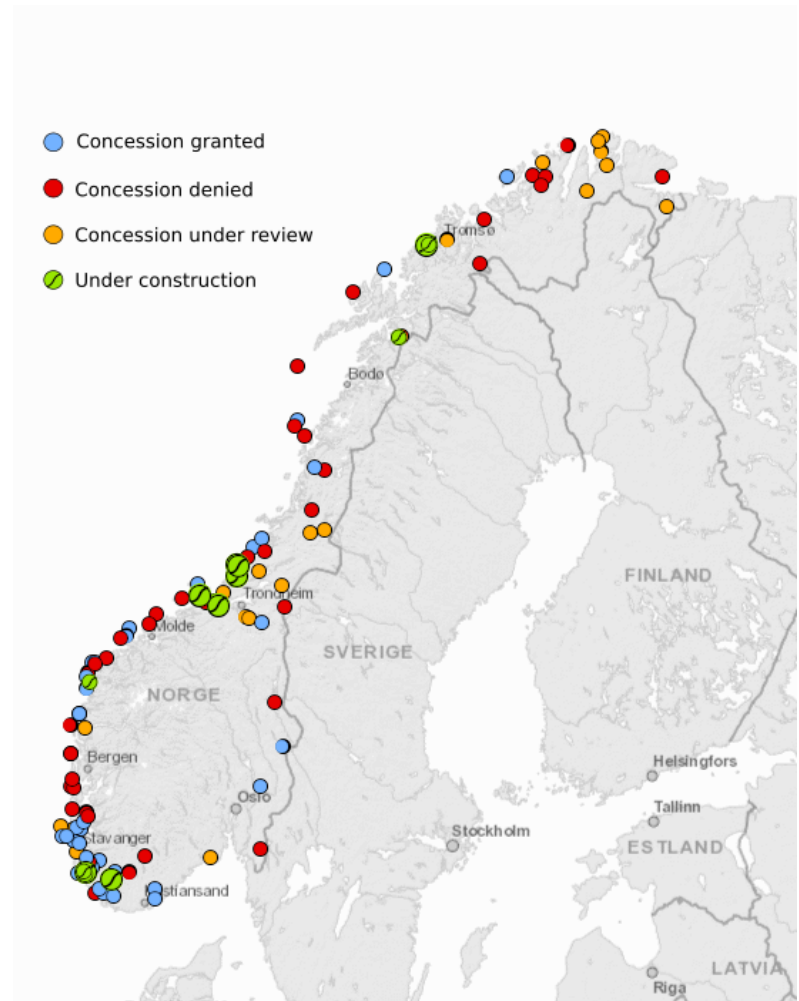 Concession granted
Concession denied
Concession under review
Under construction
Tromsø
Bodø
Trondheim
FINLAND
Molde
SVERIGE
NORGE
Bergen
Helsingfors
Oslo
Tallinn
Stockholm
Stavanger
ESTLAND
Kristiansand
LATVIA
Riga